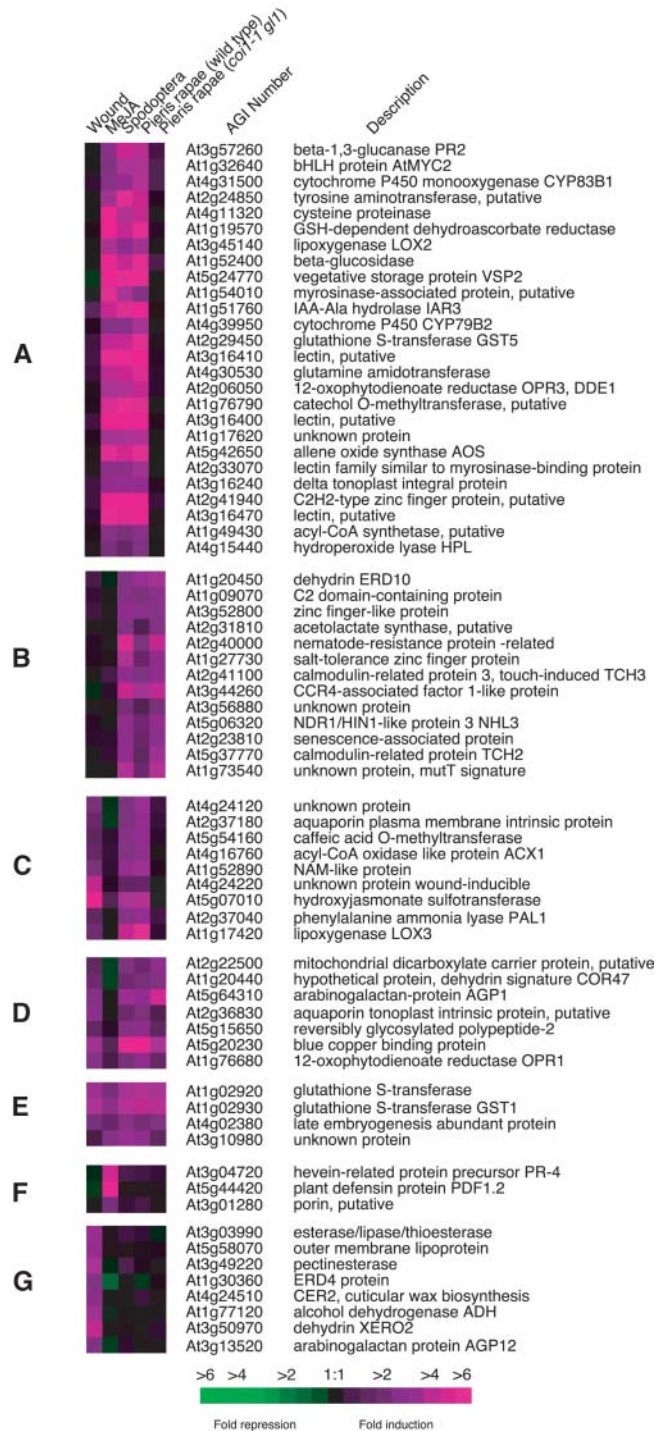 Wound
MeJA
Spodoptera
Pieris rapae (wild type)
Pieris rapae (coi1-1 gl1)
AGI Number
Description
A
At3g57260 beta-1,3-glucanase PR2
At1g32640 bHLH protein AtMYC2
At4g31500 cytochrome P450 monooxygenase CYP83B1
At2g24850 tyrosine aminotransferase, putative
At4g11320 cysteine proteinase
At1g19570 GSH-dependent dehydroascorbate reductase
At3g45140 lipoxygenase LOX2
At1g52400 beta-glucosidase
At5g24770 vegetative storage protein VSP2
At1g54010 myrosinase-associated protein, putative
At1g51760 IAA-Ala hydrolase IAR3
At4g39950 cytochrome P450 CYP79B2
At2g29450 glutathione S-transferase GST5
At3g16410 lectin, putative
At4g30530 glutamine amidotransferase
At2g06050 12-oxophytodienoate reductase OPR3, DDE1
At1g76790 catechol O-methyltransferase, putative
At3g16400 lectin, putative
At1g17620 unknown protein
At5g42650 allene oxide synthase AOS
At2g33070 lectin family similar to myrosinase-binding protein
At3g16240 delta tonoplast integral protein
At2g41940 C2H2-type zinc finger protein, putative
At3g16470 lectin, putative
At1g49430 acyl-CoA synthetase, putative
At4g15440 hydroperoxide lyase HPL
B
At1g20450 dehydrin ERD10
At1g09070 C2 domain-containing protein
At3g52800 zinc finger-like protein
At2g31810 acetolactate synthase, putative
At2g40000 nematode-resistance protein -related
At1g27730 salt-tolerance zinc finger protein
At2g41100 calmodulin-related protein 3, touch-induced TCH3
At3g44260 CCR4-associated factor 1-like protein
At3g56880 unknown protein
At5g06320 NDR1/HIN1-like protein 3 NHL3
At2g23810 senescence-associated protein
At5g37770 calmodulin-related protein TCH2
At1g73540 unknown protein, mutT signature
C
At4g24120 unknown protein
At2g37180 aquaporin plasma membrane intrinsic protein
At5g54160 caffeic acid O-methyltransferase
At4g16760 acyl-CoA oxidase like protein ACX1
At1g52890 NAM-like protein
At4g24220 unknown protein wound-inducible
At5g07010 hydroxyjasmonate sulfotransferase
At2g37040 phenylalanine ammonia lyase PAL1
At1g17420 lipoxygenase LOX3
D
At2g22500 mitochondrial dicarboxylate carrier protein, putative
At1g20440 hypothetical protein, dehydrin signature COR47
At5g64310 arabinogalactan-protein AGP1
At2g36830 aquaporin tonoplast intrinsic protein, putative
At5g15650 reversibly glycosylated polypeptide-2
At5g20230 blue copper binding protein
At1g76680 12-oxophytodienoate reductase OPR1
E
At1g02920 glutathione S-transferase
At1g02930 glutathione S-transferase GST1
At4g02380 late embryogenesis abundant protein
At3g10980 unknown protein
F
At3g04720 hevein-related protein precursor PR-4
At5g44420 plant defensin protein PDF1.2
At3g01280 porin, putative
G
At3g03990 esterase/lipase/thioesterase
At5g58070 outer membrane lipoprotein
At3g49220 pectinesterase
At1g30360 ERD4 protein
At4g24510 CER2, cuticular wax biosynthesis
At1g77120 alcohol dehydrogenase ADH
At3g50970 dehydrin XERO2
At3g13520 arabinogalactan protein AGP12
>6 >4 >2 1:1 >2 >4 >6
Fold repression Fold induction